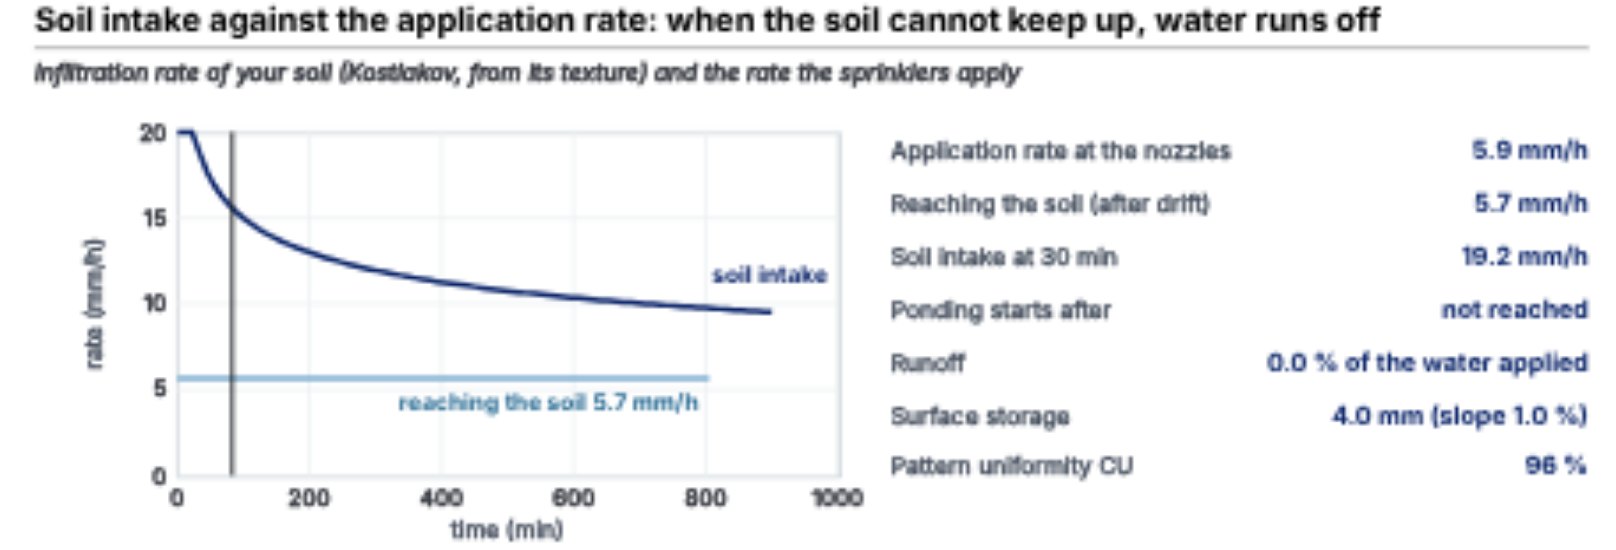 Soil intake against the application rate: when the soil cannot keep up, water runs off
Infiltration rate of your soil (Kostiakov, from its texture) and the rate the sprinklers apply
20
15
10
5
0
rate (mm/h)
0 200 400 600 800 1000
time (min)
soil intake
reaching the soil 5.7 mm/h
Application rate at the nozzles 5.9 mm/h
Reaching the soil (after drift) 5.7 mm/h
Soil intake at 30 min 19.2 mm/h
Ponding starts after not reached
Runoff 0.0 % of the water applied
Surface storage 4.0 mm (slope 1.0 %)
Pattern uniformity CU 96 %